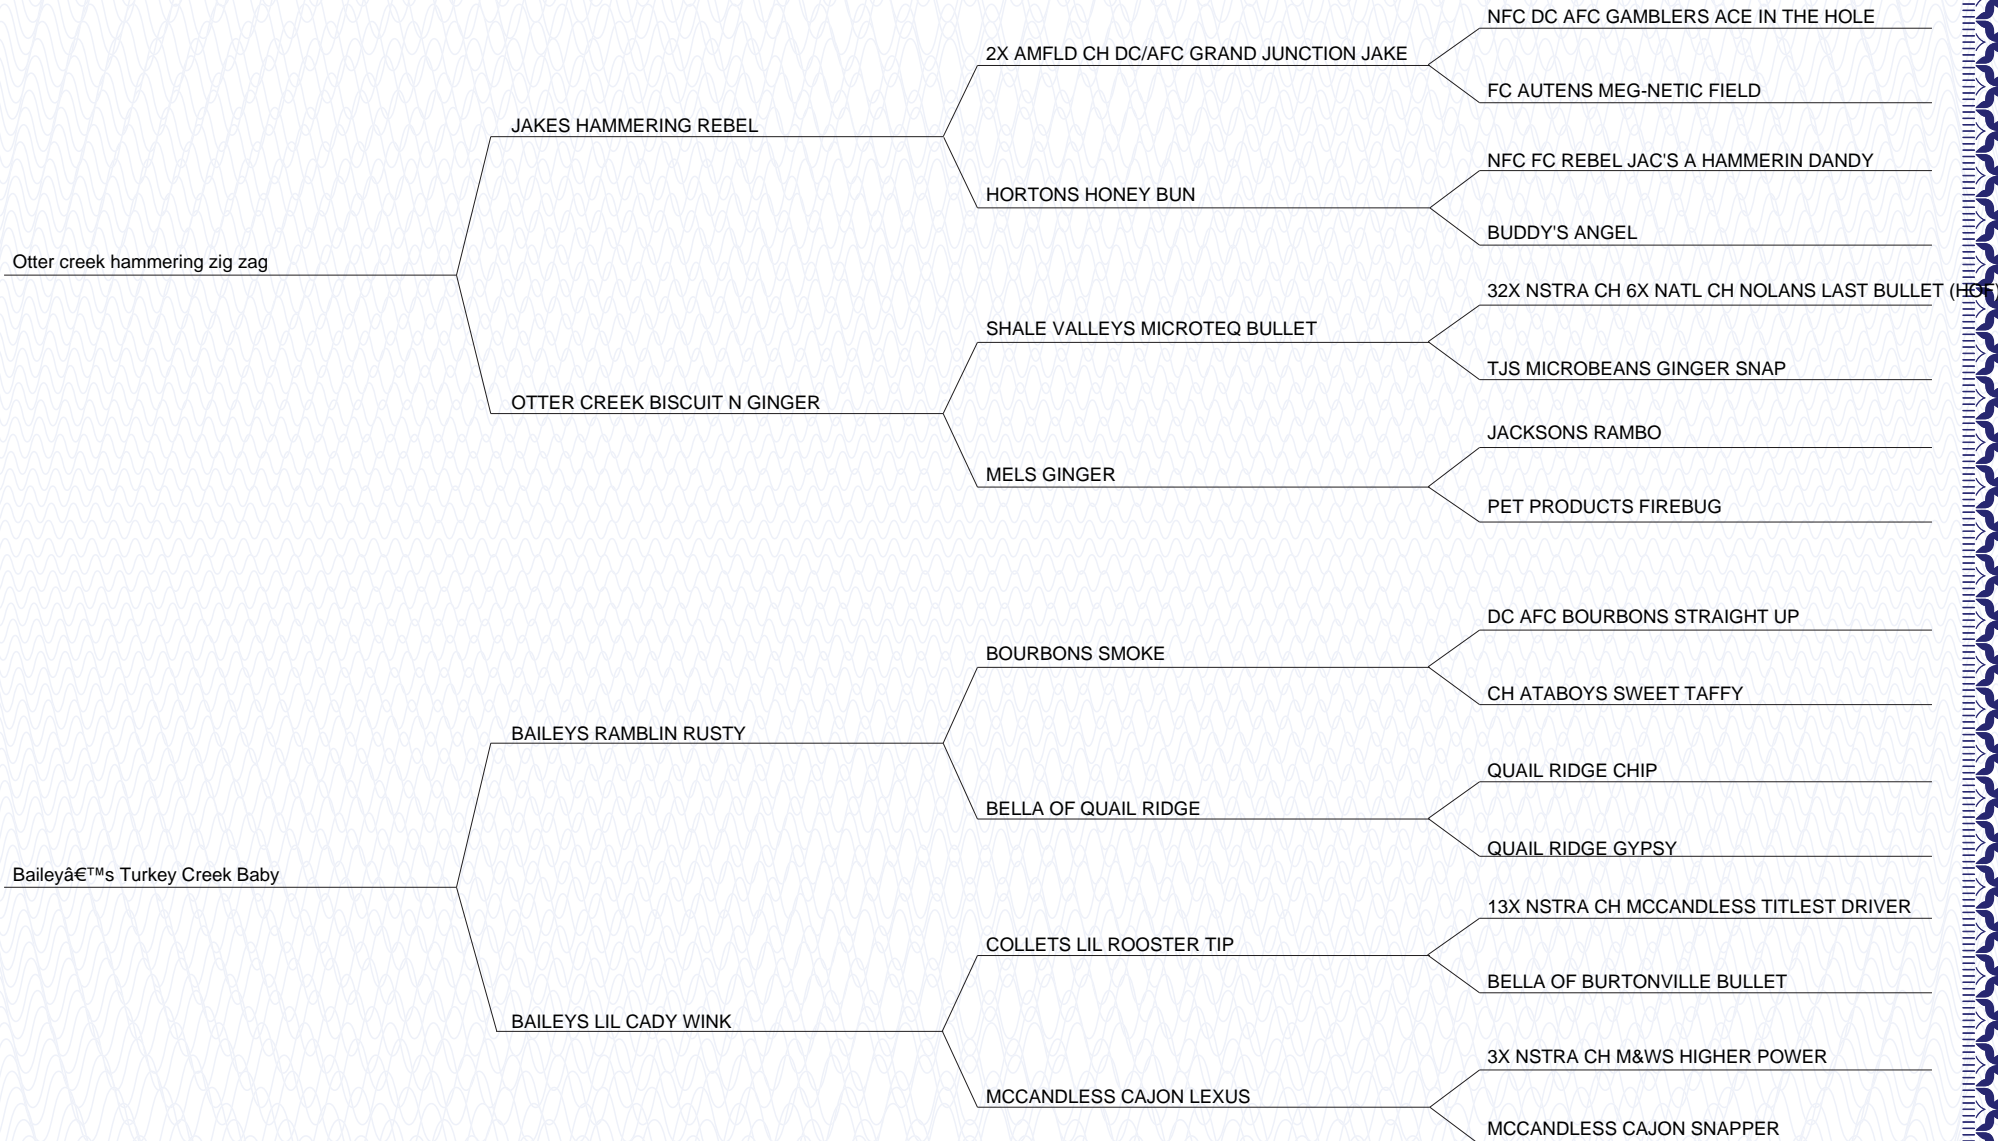 NFC DC AFC GAMBLERS ACE IN THE HOLE
2X AMFLD CH DC/AFC GRAND JUNCTION JAKE
FC AUTENS MEG-NETIC FIELD
JAKES HAMMERING REBEL
NFC FC REBEL JAC'S A HAMMERIN DANDY
HORTONS HONEY BUN
BUDDY'S ANGEL
Otter creek hammering zig zag
32X NSTRA CH 6X NATL CH NOLANS LAST BULLET (HOF)
SHALE VALLEYS MICROTEQ BULLET
TJS MICROBEANS GINGER SNAP
OTTER CREEK BISCUIT N GINGER
JACKSONS RAMBO
MELS GINGER
PET PRODUCTS FIREBUG
DC AFC BOURBONS STRAIGHT UP
BOURBONS SMOKE
CH ATABOYS SWEET TAFFY
BAILEYS RAMBLIN RUSTY
QUAIL RIDGE CHIP
BELLA OF QUAIL RIDGE
QUAIL RIDGE GYPSY
Baileyâ€™s Turkey Creek Baby
13X NSTRA CH MCCANDLESS TITLEST DRIVER
COLLETS LIL ROOSTER TIP
BELLA OF BURTONVILLE BULLET
BAILEYS LIL CADY WINK
3X NSTRA CH M&WS HIGHER POWER
MCCANDLESS CAJON LEXUS
MCCANDLESS CAJON SNAPPER